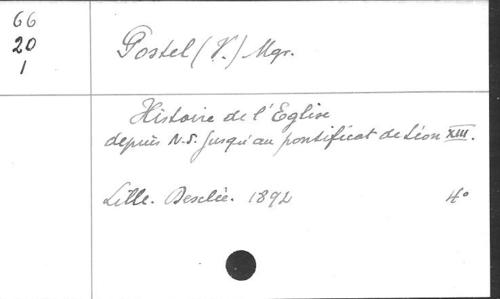 66
20
1
Postel (V.) Mgr.
Histoire de l'Eglise
depuis N.-S. jusqu'au pontificat de Léon XIII.
Lille. Desclée. 1892 4°